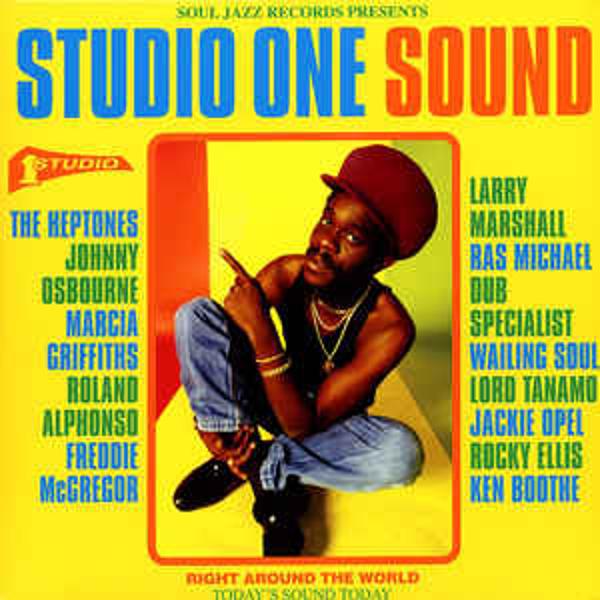 SOUL JAZZ RECORDS PRESENTS
STUDIO ONE SOUND
1 STUDIO
THE HEPTONES
JOHNNY
OSBOURNE
MARCIA
GRIFFITHS
ROLAND
ALPHONSO
FREDDIE
McGREGOR
LARRY
MARSHALL
RAS MICHAEL
DUB
SPECIALIST
WAILING SOUL
LORD TANAMO
JACKIE OPEL
ROCKY ELLIS
KEN BOOTHE
RIGHT AROUND THE WORLD
TODAY'S SOUND TODAY